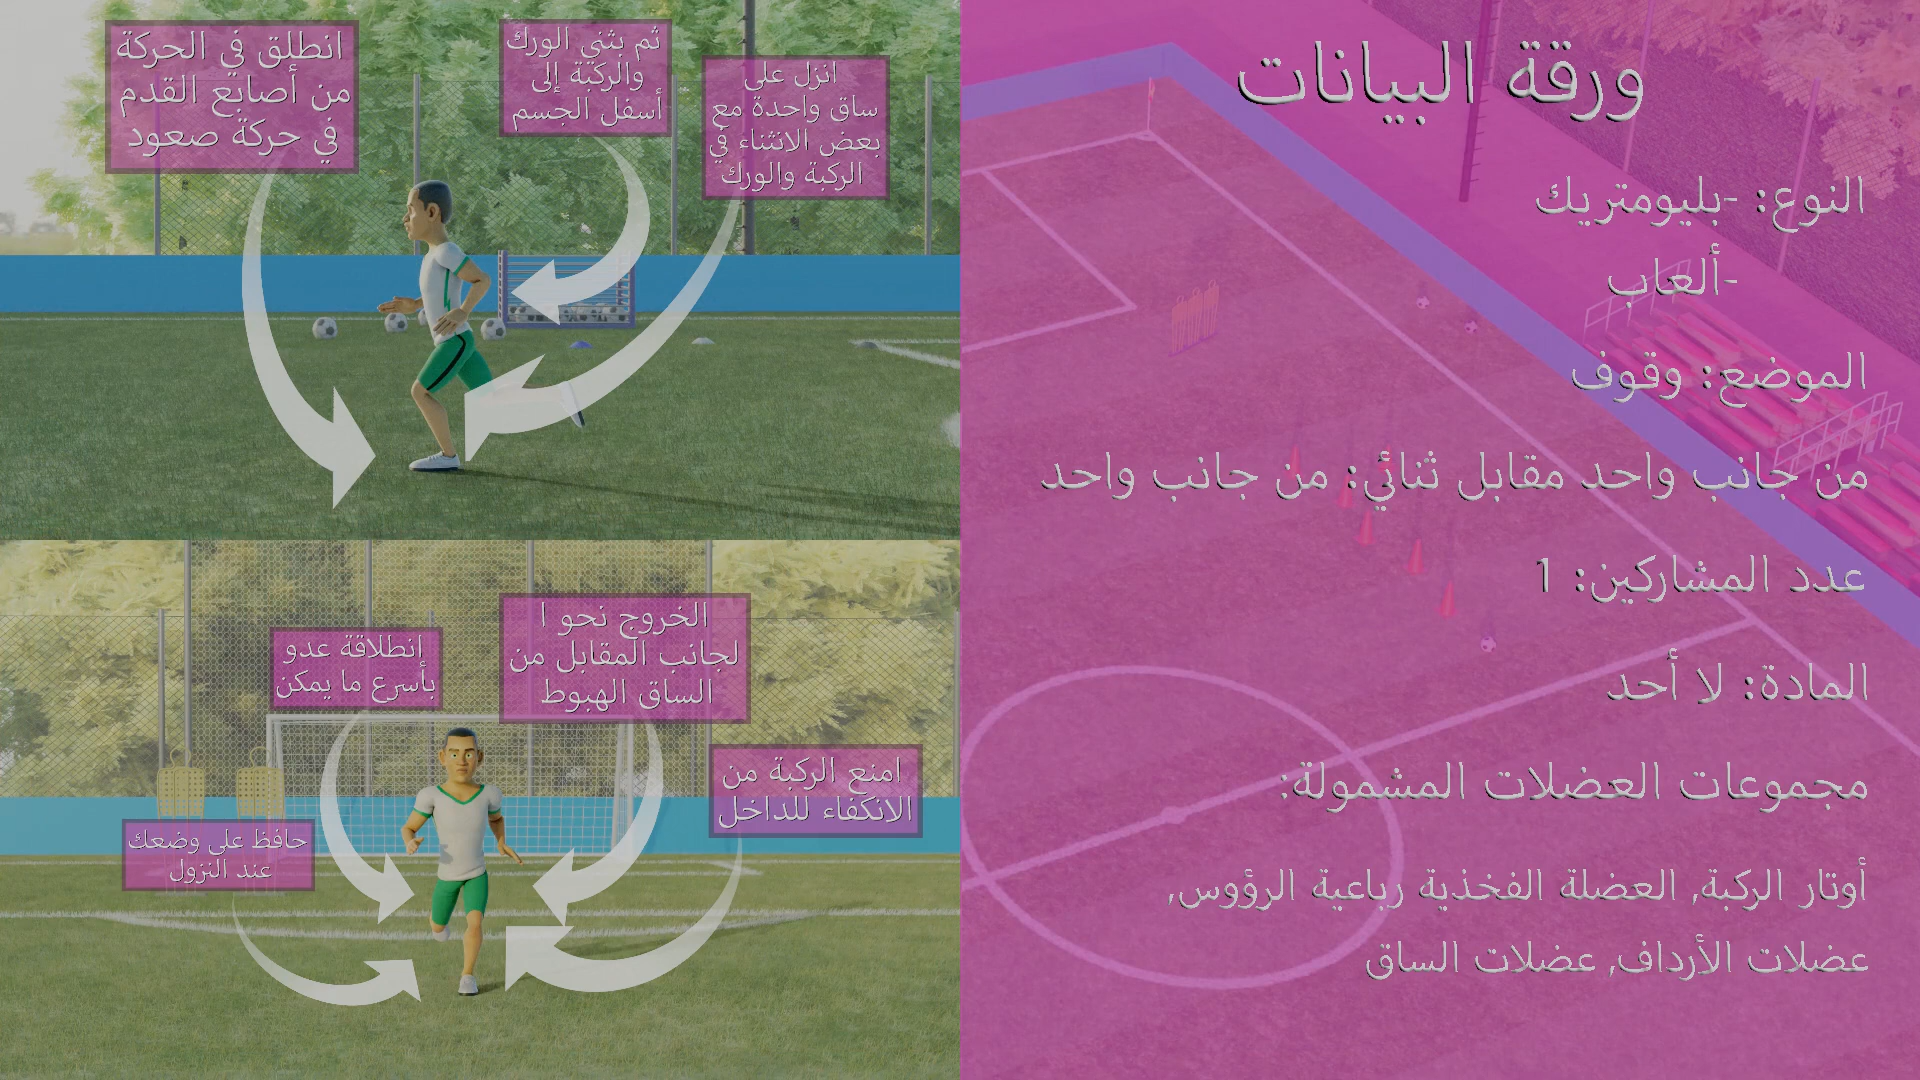 ورقة البيانات
النوع: -بليومتريك
-ألعاب
الموضع: وقوف
من جانب واحد مقابل ثنائي: من جانب واحد
عدد المشاركين: 1
المادة: لا أحد
مجموعات العضلات المشمولة:
أوتار الركبة, العضلة الفخذية رباعية الرؤوس,
عضلات الأرداف, عضلات الساق
انزل على
ساق واحدة مع
بعض الانثناء في
الركبة والورك
ثم بثني الورك
والركبة إلى
أسفل الجسم
انطلق في الحركة
من أصابع القدم
في حركة صعود
الخروج نحو ا
لجانب المقابل من
الساق الهبوط
انطلاقة عدو
بأسرع ما يمكن
امنع الركبة من
الانكفاء للداخل
حافظ على وضعك
عند النزول